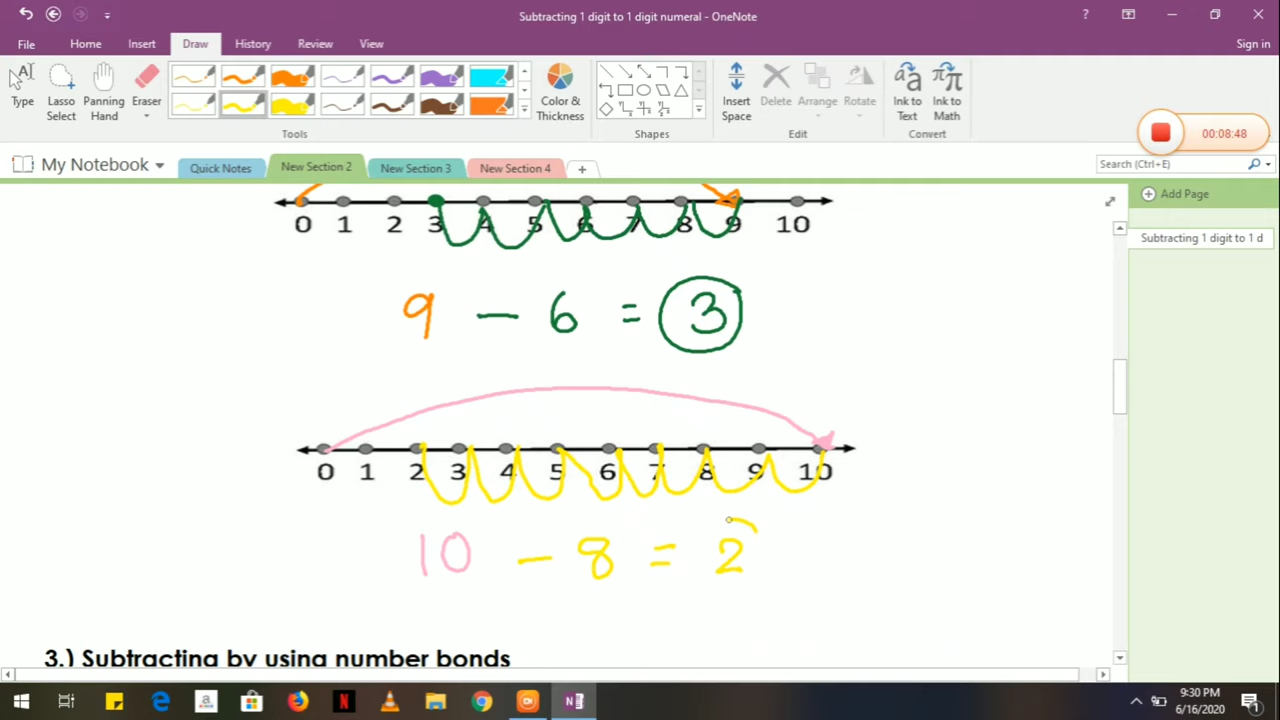 Subtracting 1 digit to 1 digit numeral - OneNote
?
File Home Insert Draw History Review View
Sign in
Type
Lasso Select
Panning Hand
Eraser
Color & Thickness
Insert Space
Delete
Arrange
Rotate
Ink to Text
Ink to Math
Tools
Shapes
Edit
Convert
00:08:48
My Notebook
Quick Notes
New Section 2
New Section 3
New Section 4
Search (Ctrl+E)
Add Page
Subtracting 1 digit to 1 d
0 1 2 3 4 5 6 7 8 9 10
9 - 6 = 3
0 1 2 3 4 5 6 7 8 9 10
10 - 8 = 2
3.) Subtracting by using number bonds
9:30 PM
6/16/2020